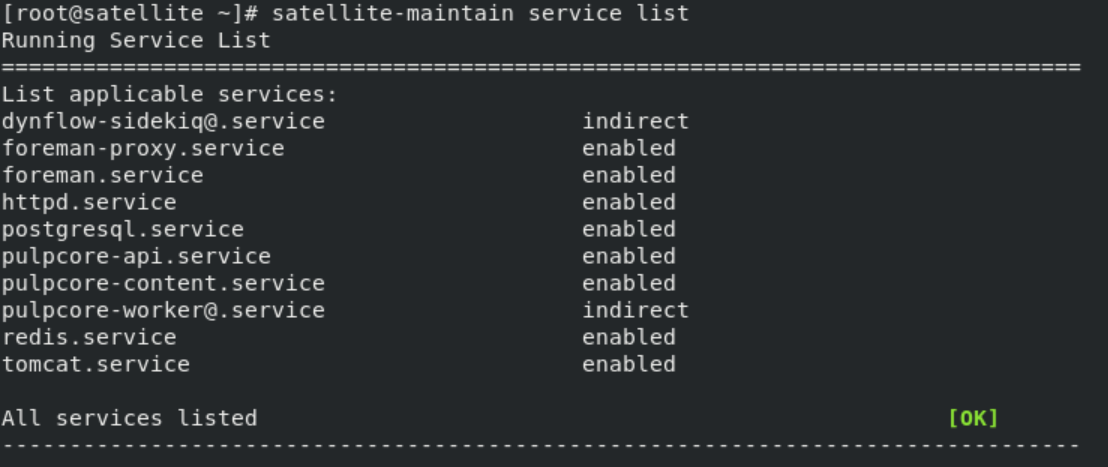 [root@satellite ~]# satellite-maintain service list
Running Service List
================================================================================
List applicable services:
dynflow-sidekiq@.service                   indirect
foreman-proxy.service                      enabled
foreman.service                            enabled
httpd.service                              enabled
postgresql.service                         enabled
pulpcore-api.service                       enabled
pulpcore-content.service                   enabled
pulpcore-worker@.service                   indirect
redis.service                              enabled
tomcat.service                             enabled
All services listed                                                   [OK]
--------------------------------------------------------------------------------